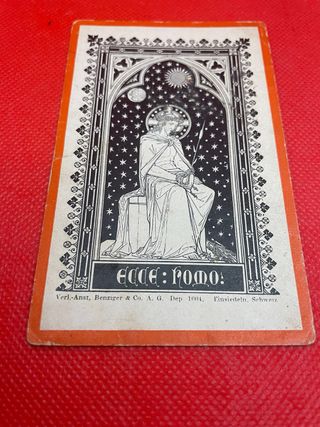 ECCE : HOMO :
Verl.-Anst. Benziger & Co. A. G. Dep 1004. Einsiedeln, Schweiz